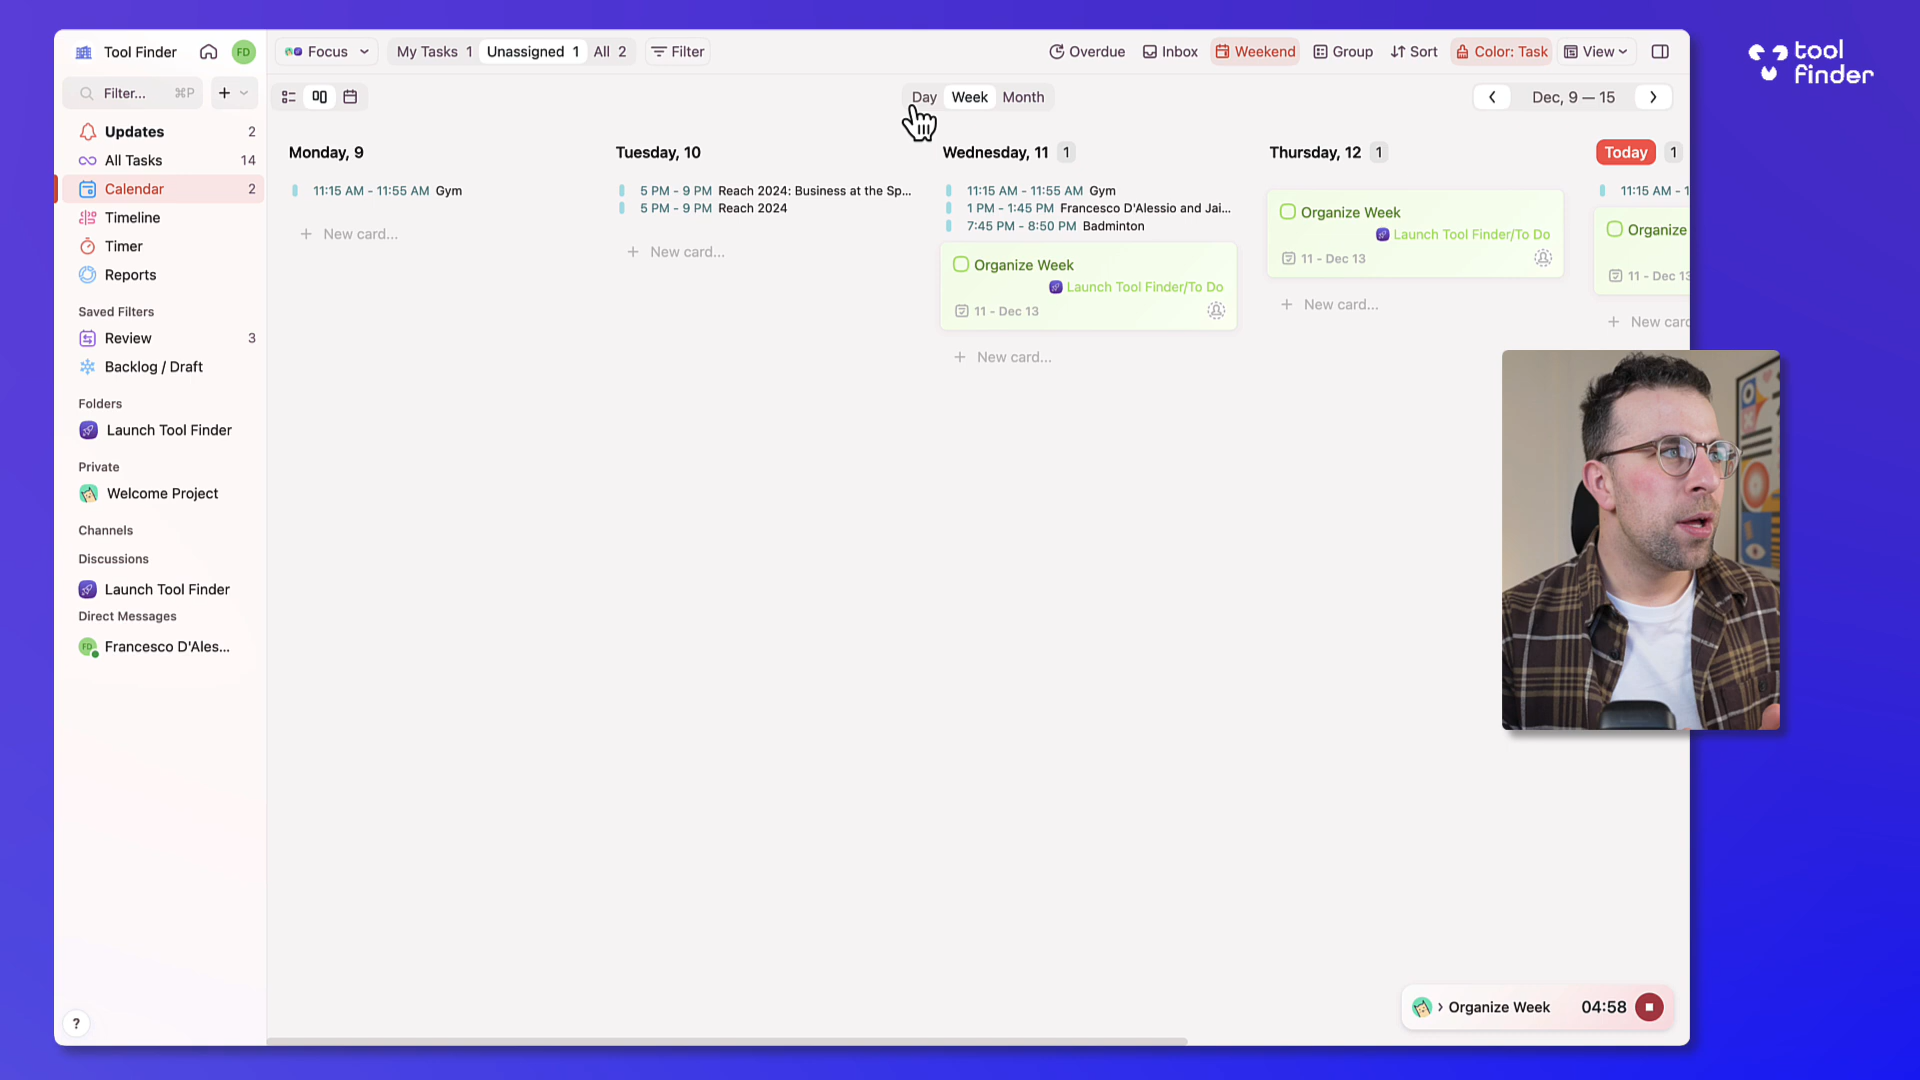 Tool Finder
FD
Focus
My Tasks 1
Unassigned 1
All 2
Filter
Overdue
Inbox
Weekend
Group
Sort
Color: Task
View
tool
finder
Filter...
⌘P
+
Day
Week
Month
Dec, 9 — 15
Updates 2
All Tasks 14
Calendar 2
Timeline
Timer
Reports
Saved Filters
Review 3
Backlog / Draft
Folders
Launch Tool Finder
Private
Welcome Project
Channels
Discussions
Launch Tool Finder
Direct Messages
FD Francesco D'Ales...
?
Monday, 9
11:15 AM - 11:55 AM Gym
+ New card...
Tuesday, 10
5 PM - 9 PM Reach 2024: Business at the Sp...
5 PM - 9 PM Reach 2024
+ New card...
Wednesday, 11 1
11:15 AM - 11:55 AM Gym
1 PM - 1:45 PM Francesco D'Alessio and Jai...
7:45 PM - 8:50 PM Badminton
Organize Week
Launch Tool Finder/To Do
11 - Dec 13
+ New card...
Thursday, 12 1
Organize Week
Launch Tool Finder/To Do
11 - Dec 13
+ New card...
Today 1
11:15 AM - 1
Organize
11 - Dec 13
+ New card
Organize Week 04:58